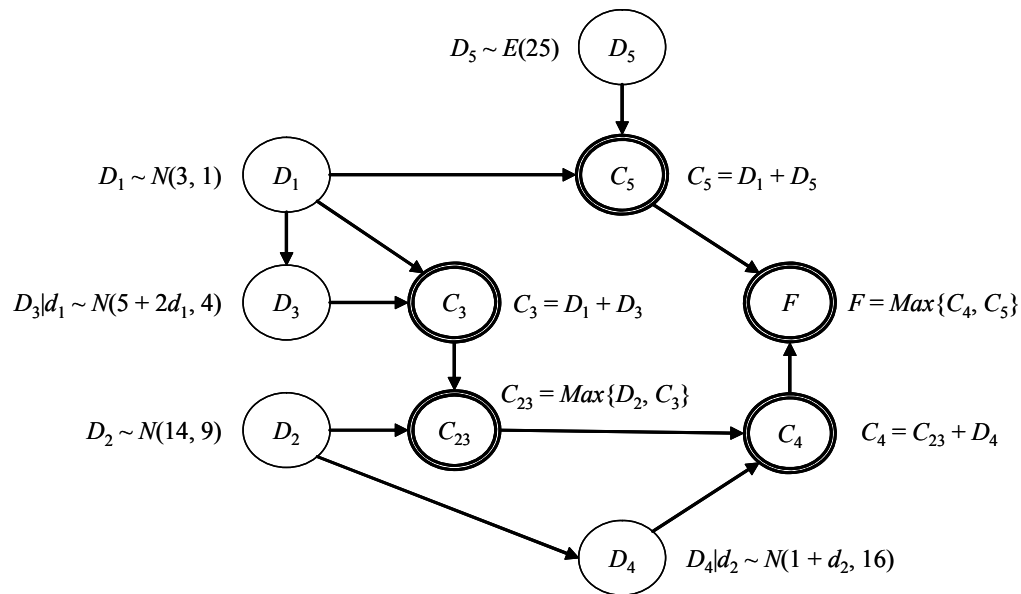 D₅ ~ E(25) D₅
D₁ ~ N(3, 1) D₁ C₅ C₅ = D₁ + D₅
D₃|d₁ ~ N(5 + 2d₁, 4) D₃ C₃ C₃ = D₁ + D₃ F F = Max{C₄, C₅}
C₂₃ = Max{D₂, C₃}
D₂ ~ N(14, 9) D₂ C₂₃ C₄ C₄ = C₂₃ + D₄
D₄ D₄|d₂ ~ N(1 + d₂, 16)